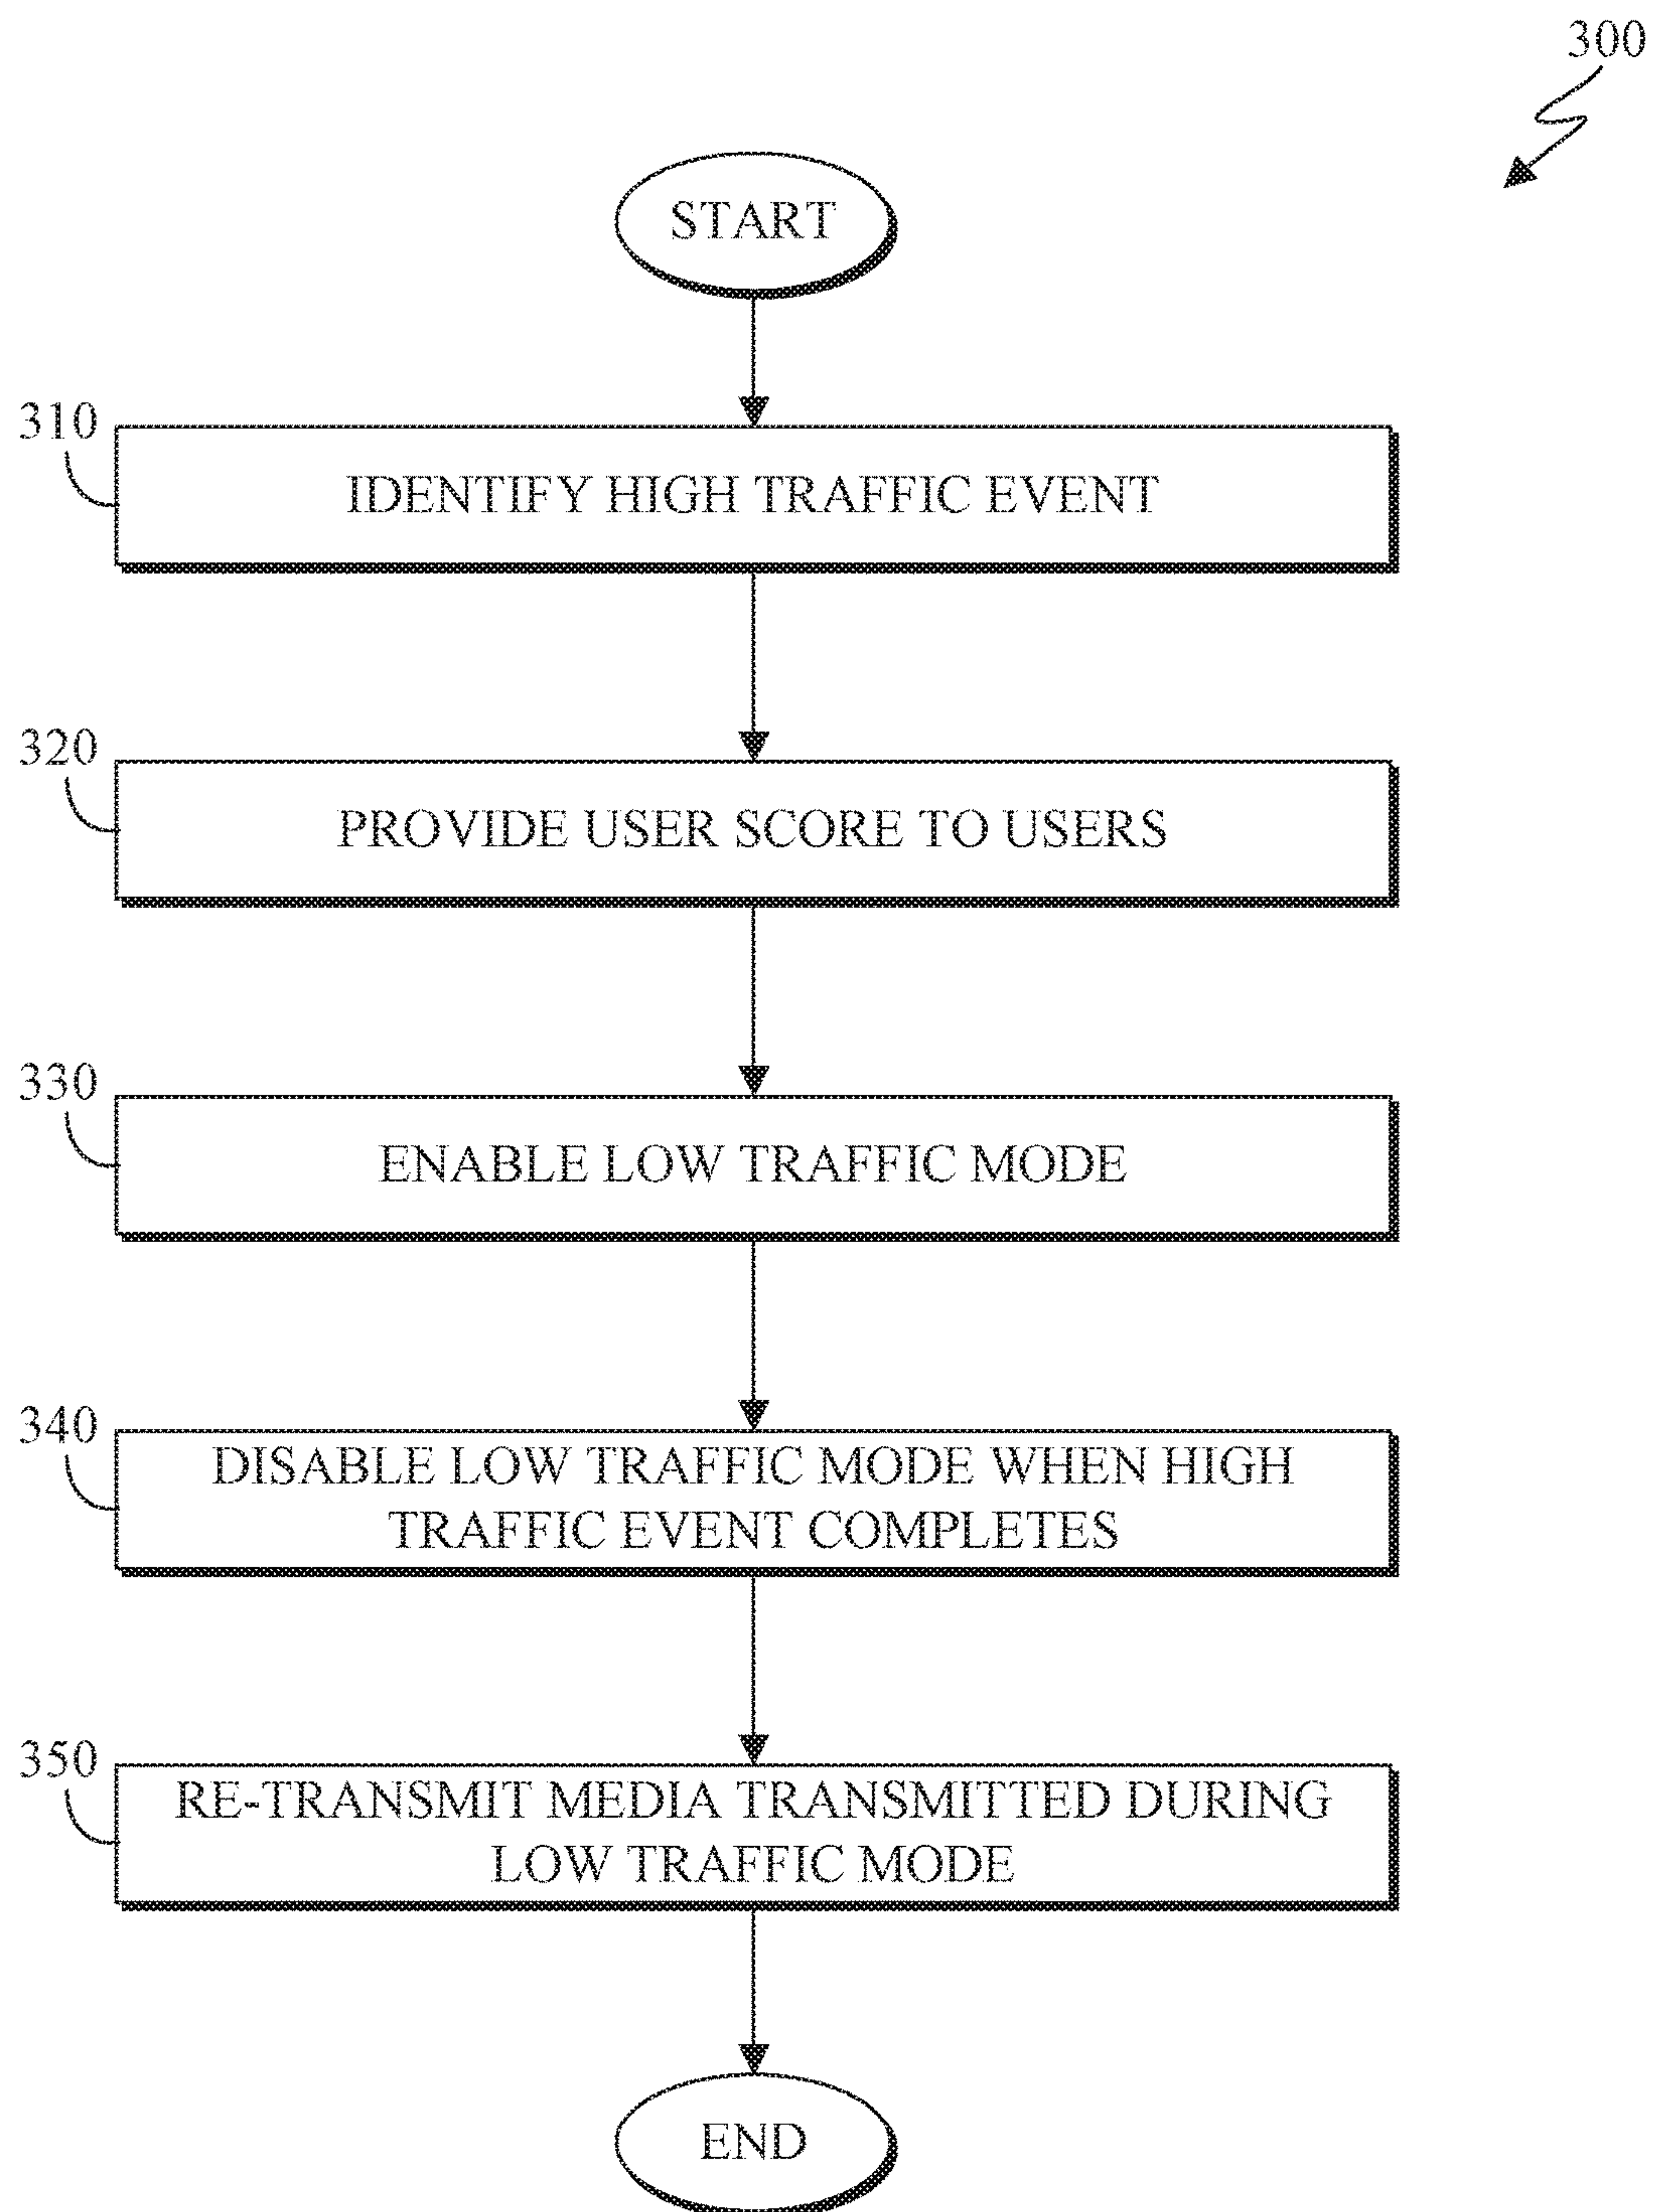 300
START
310
IDENTIFY HIGH TRAFFIC EVENT
320
PROVIDE USER SCORE TO USERS
330
ENABLE LOW TRAFFIC MODE
340
DISABLE LOW TRAFFIC MODE WHEN HIGH
TRAFFIC EVENT COMPLETES
350
RE-TRANSMIT MEDIA TRANSMITTED DURING
LOW TRAFFIC MODE
END